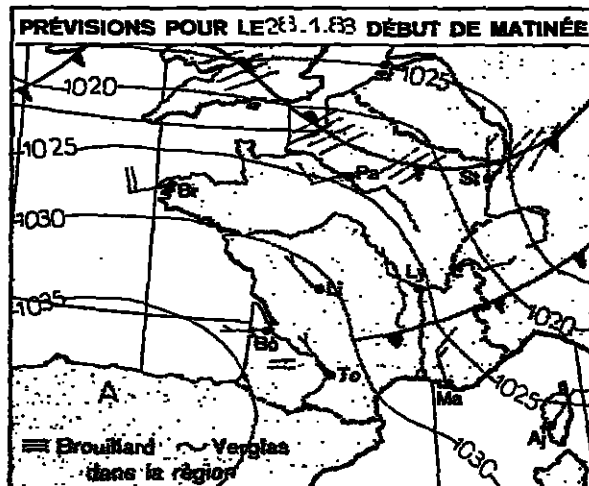 PRÉVISIONS POUR LE 28.1.83 DÉBUT DE MATINÉE
1020
1025
1025
Pa
St
Br
1030
Li
Ly
1035
1020
Bo
To
1025
Ma
A
Aj
1030
Brouillard Verglas
dans la région